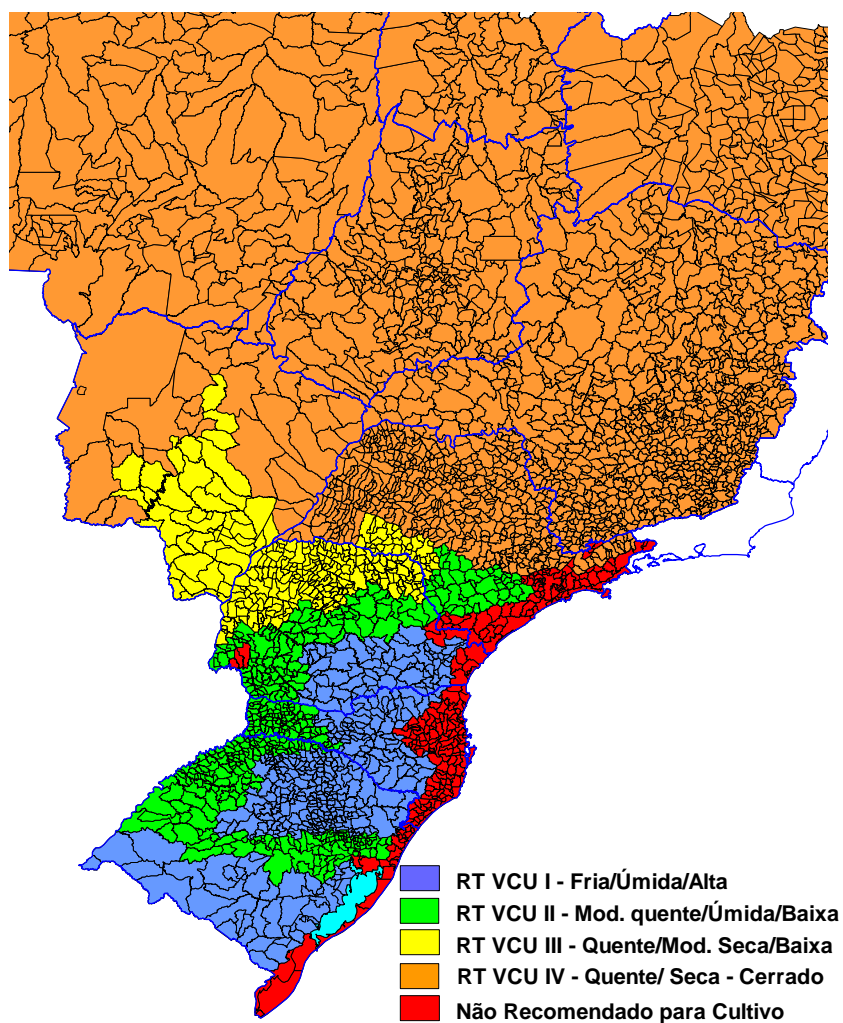 RT VCU I - Fria/Úmida/Alta
RT VCU II - Mod. quente/Úmida/Baixa
RT VCU III - Quente/Mod. Seca/Baixa
RT VCU IV - Quente/ Seca - Cerrado
Não Recomendado para Cultivo